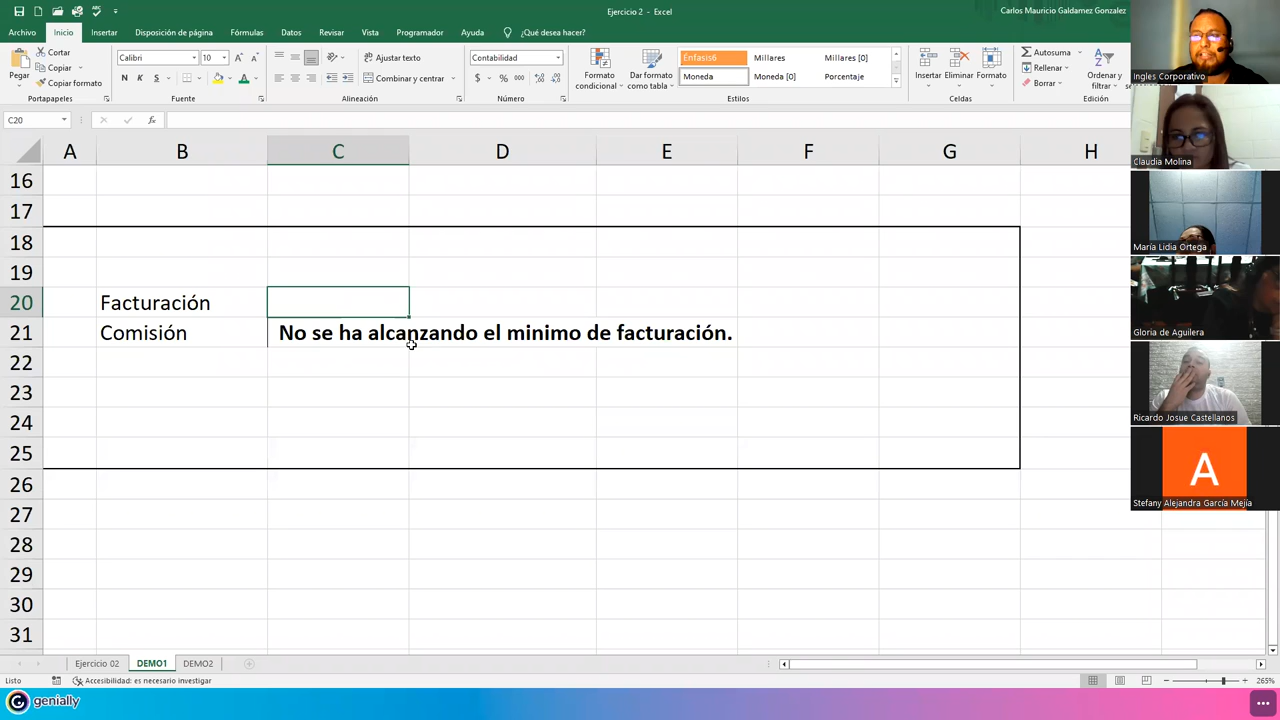 Ejercicio 2 - Excel
Carlos Mauricio Galdamez Gonzalez
Archivo Inicio Insertar Disposición de página Fórmulas Datos Revisar Vista Programador Ayuda ¿Qué desea hacer?
Pegar
Cortar
Copiar
Copiar formato
Portapapeles
Calibri 10
N K S
Fuente
Ajustar texto
Combinar y centrar
Alineación
Contabilidad
$ % 000
Número
Formato condicional
Dar formato como tabla
Énfasis6 Millares Millares [0]
Moneda Moneda [0] Porcentaje
Estilos
Insertar Eliminar Formato
Celdas
Autosuma
Rellenar
Borrar
Ordenar y filtrar
Edición
C20
fx
A B C D E F G H
16
17
18
19
20 Facturación
21 Comisión No se ha alcanzando el minimo de facturación.
22
23
24
25
26
27
28
29
30
31
Ejercicio 02 DEMO1 DEMO2
Listo Accesibilidad: es necesario investigar 265%
genially
Ingles Corporativo
Claudia Molina
María Lidia Ortega
Gloria de Aguilera
Ricardo Josue Castellanos
A
Stefany Alejandra García Mejía